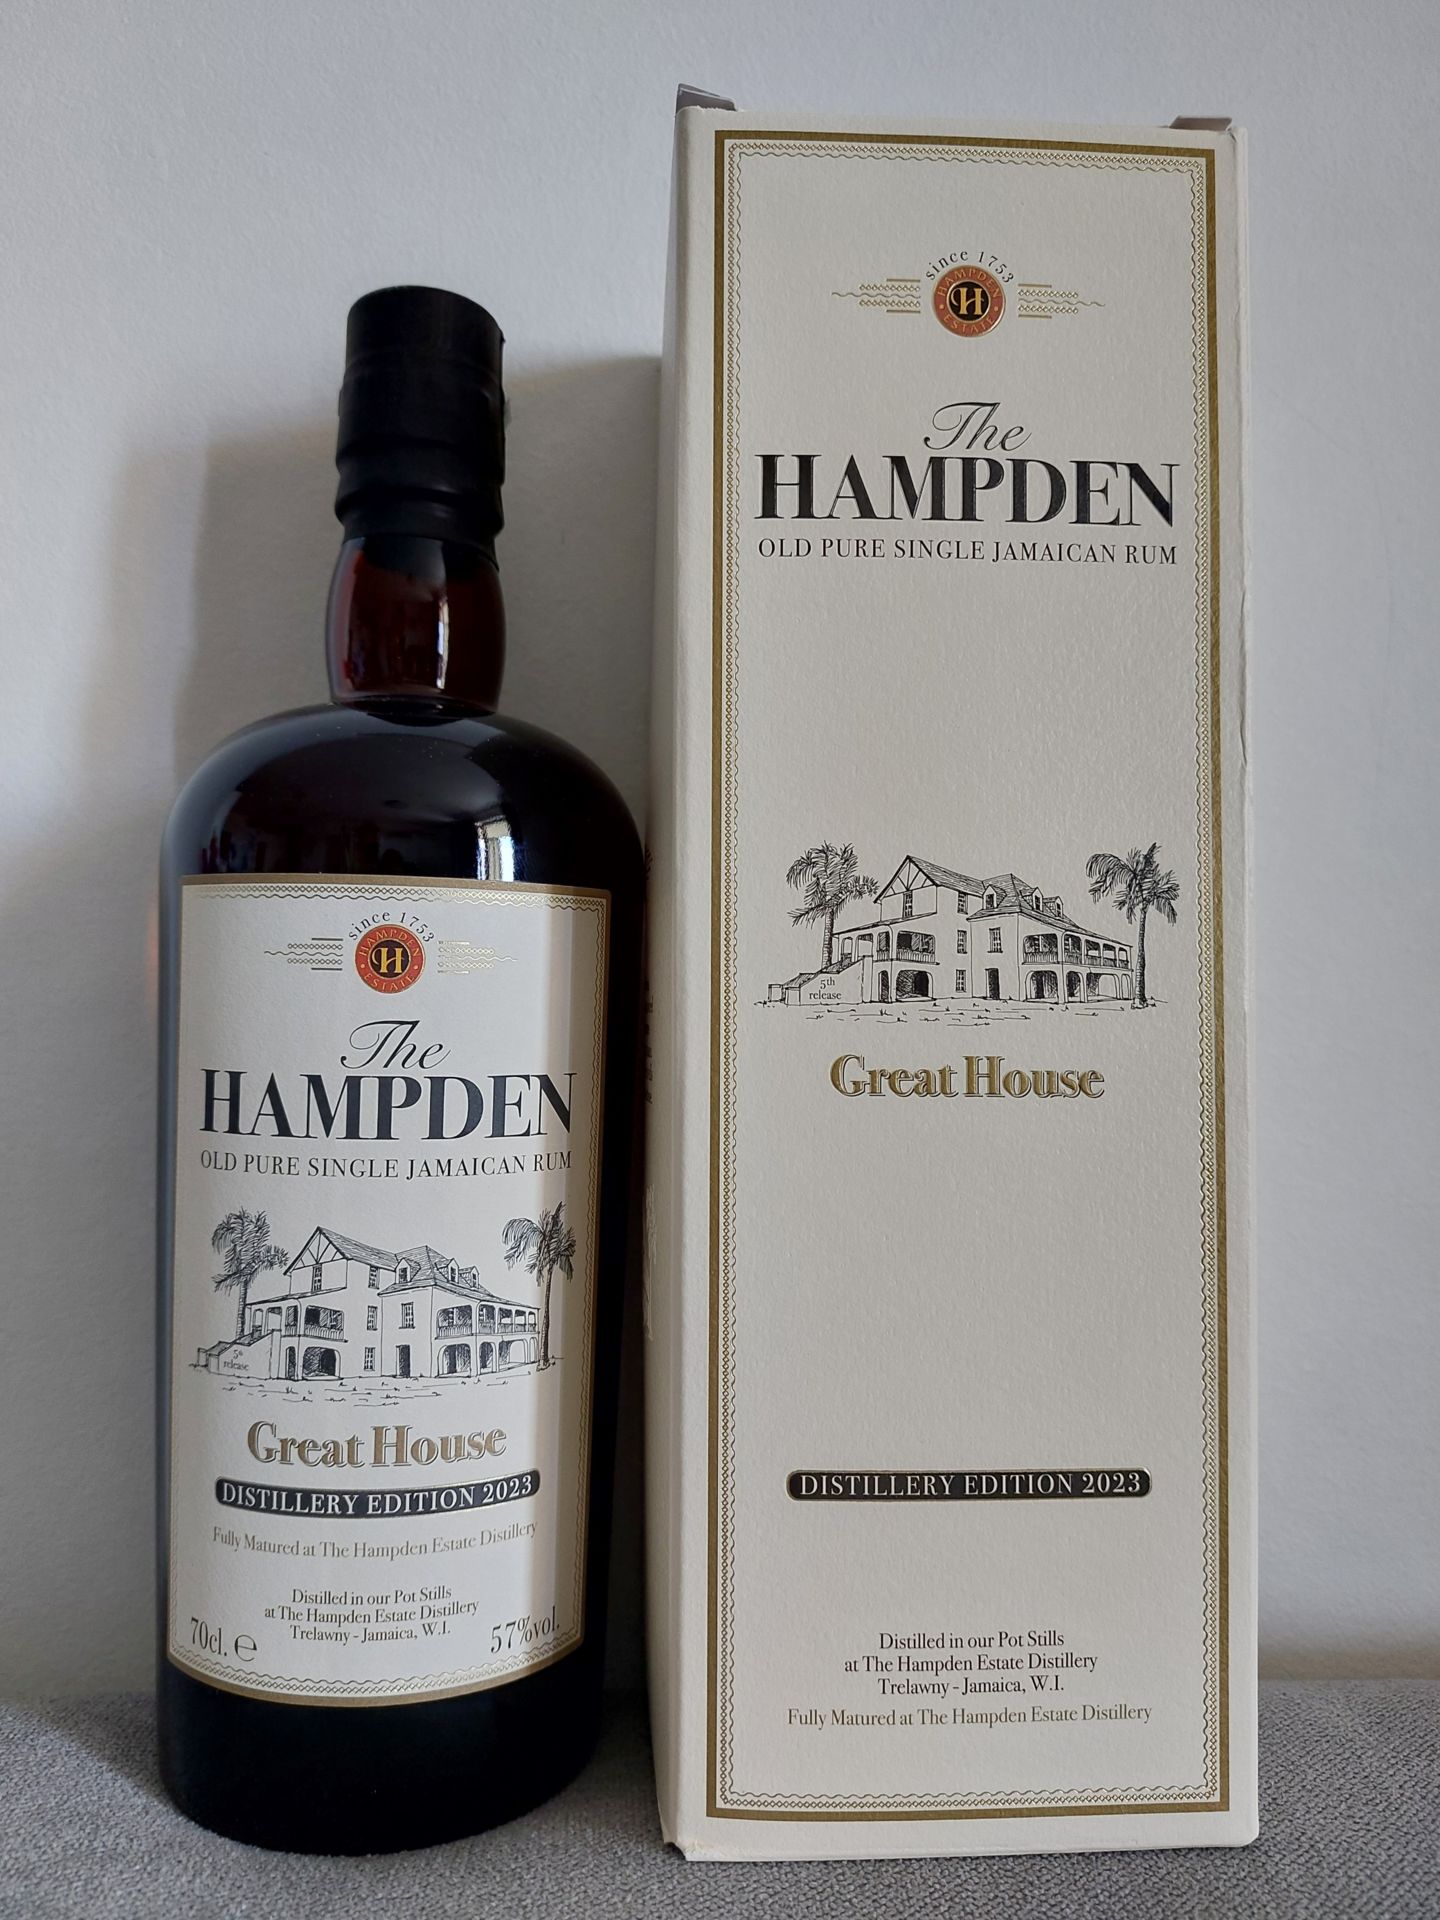 since 1753
HAMPDEN
H
ESTATE
The
HAMPDEN
OLD PURE SINGLE JAMAICAN RUM
5th
release
Great House
DISTILLERY EDITION 2023
Fully Matured at The Hampden Estate Distillery
Distilled in our Pot Stills
at The Hampden Estate Distillery
Trelawny - Jamaica, W.I.
70cl. ℮
57%vol.
since 1753
HAMPDEN
H
ESTATE
The
HAMPDEN
OLD PURE SINGLE JAMAICAN RUM
5th
release
Great House
DISTILLERY EDITION 2023
Distilled in our Pot Stills
at The Hampden Estate Distillery
Trelawny - Jamaica, W.I.
Fully Matured at The Hampden Estate Distillery